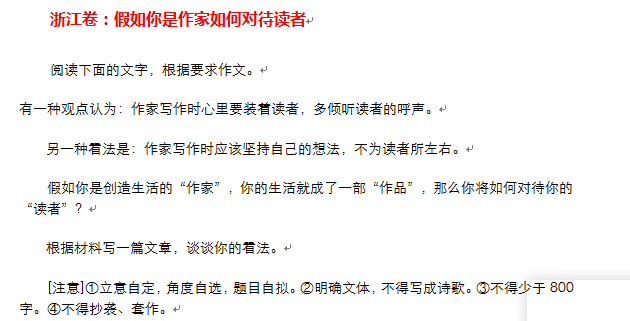 浙江卷：假如你是作家如何对待读者
阅读下面的文字，根据要求作文。
有一种观点认为：作家写作时心里要装着读者，多倾听读者的呼声。
另一种看法是：作家写作时应该坚持自己的想法，不为读者所左右。
假如你是创造生活的“作家”，你的生活就成了一部“作品”，那么你将如何对待你的
“读者”？
根据材料写一篇文章，谈谈你的看法。
[注意]①立意自定，角度自选，题目自拟。②明确文体，不得写成诗歌。③不得少于 800
字。④不得抄袭、套作。